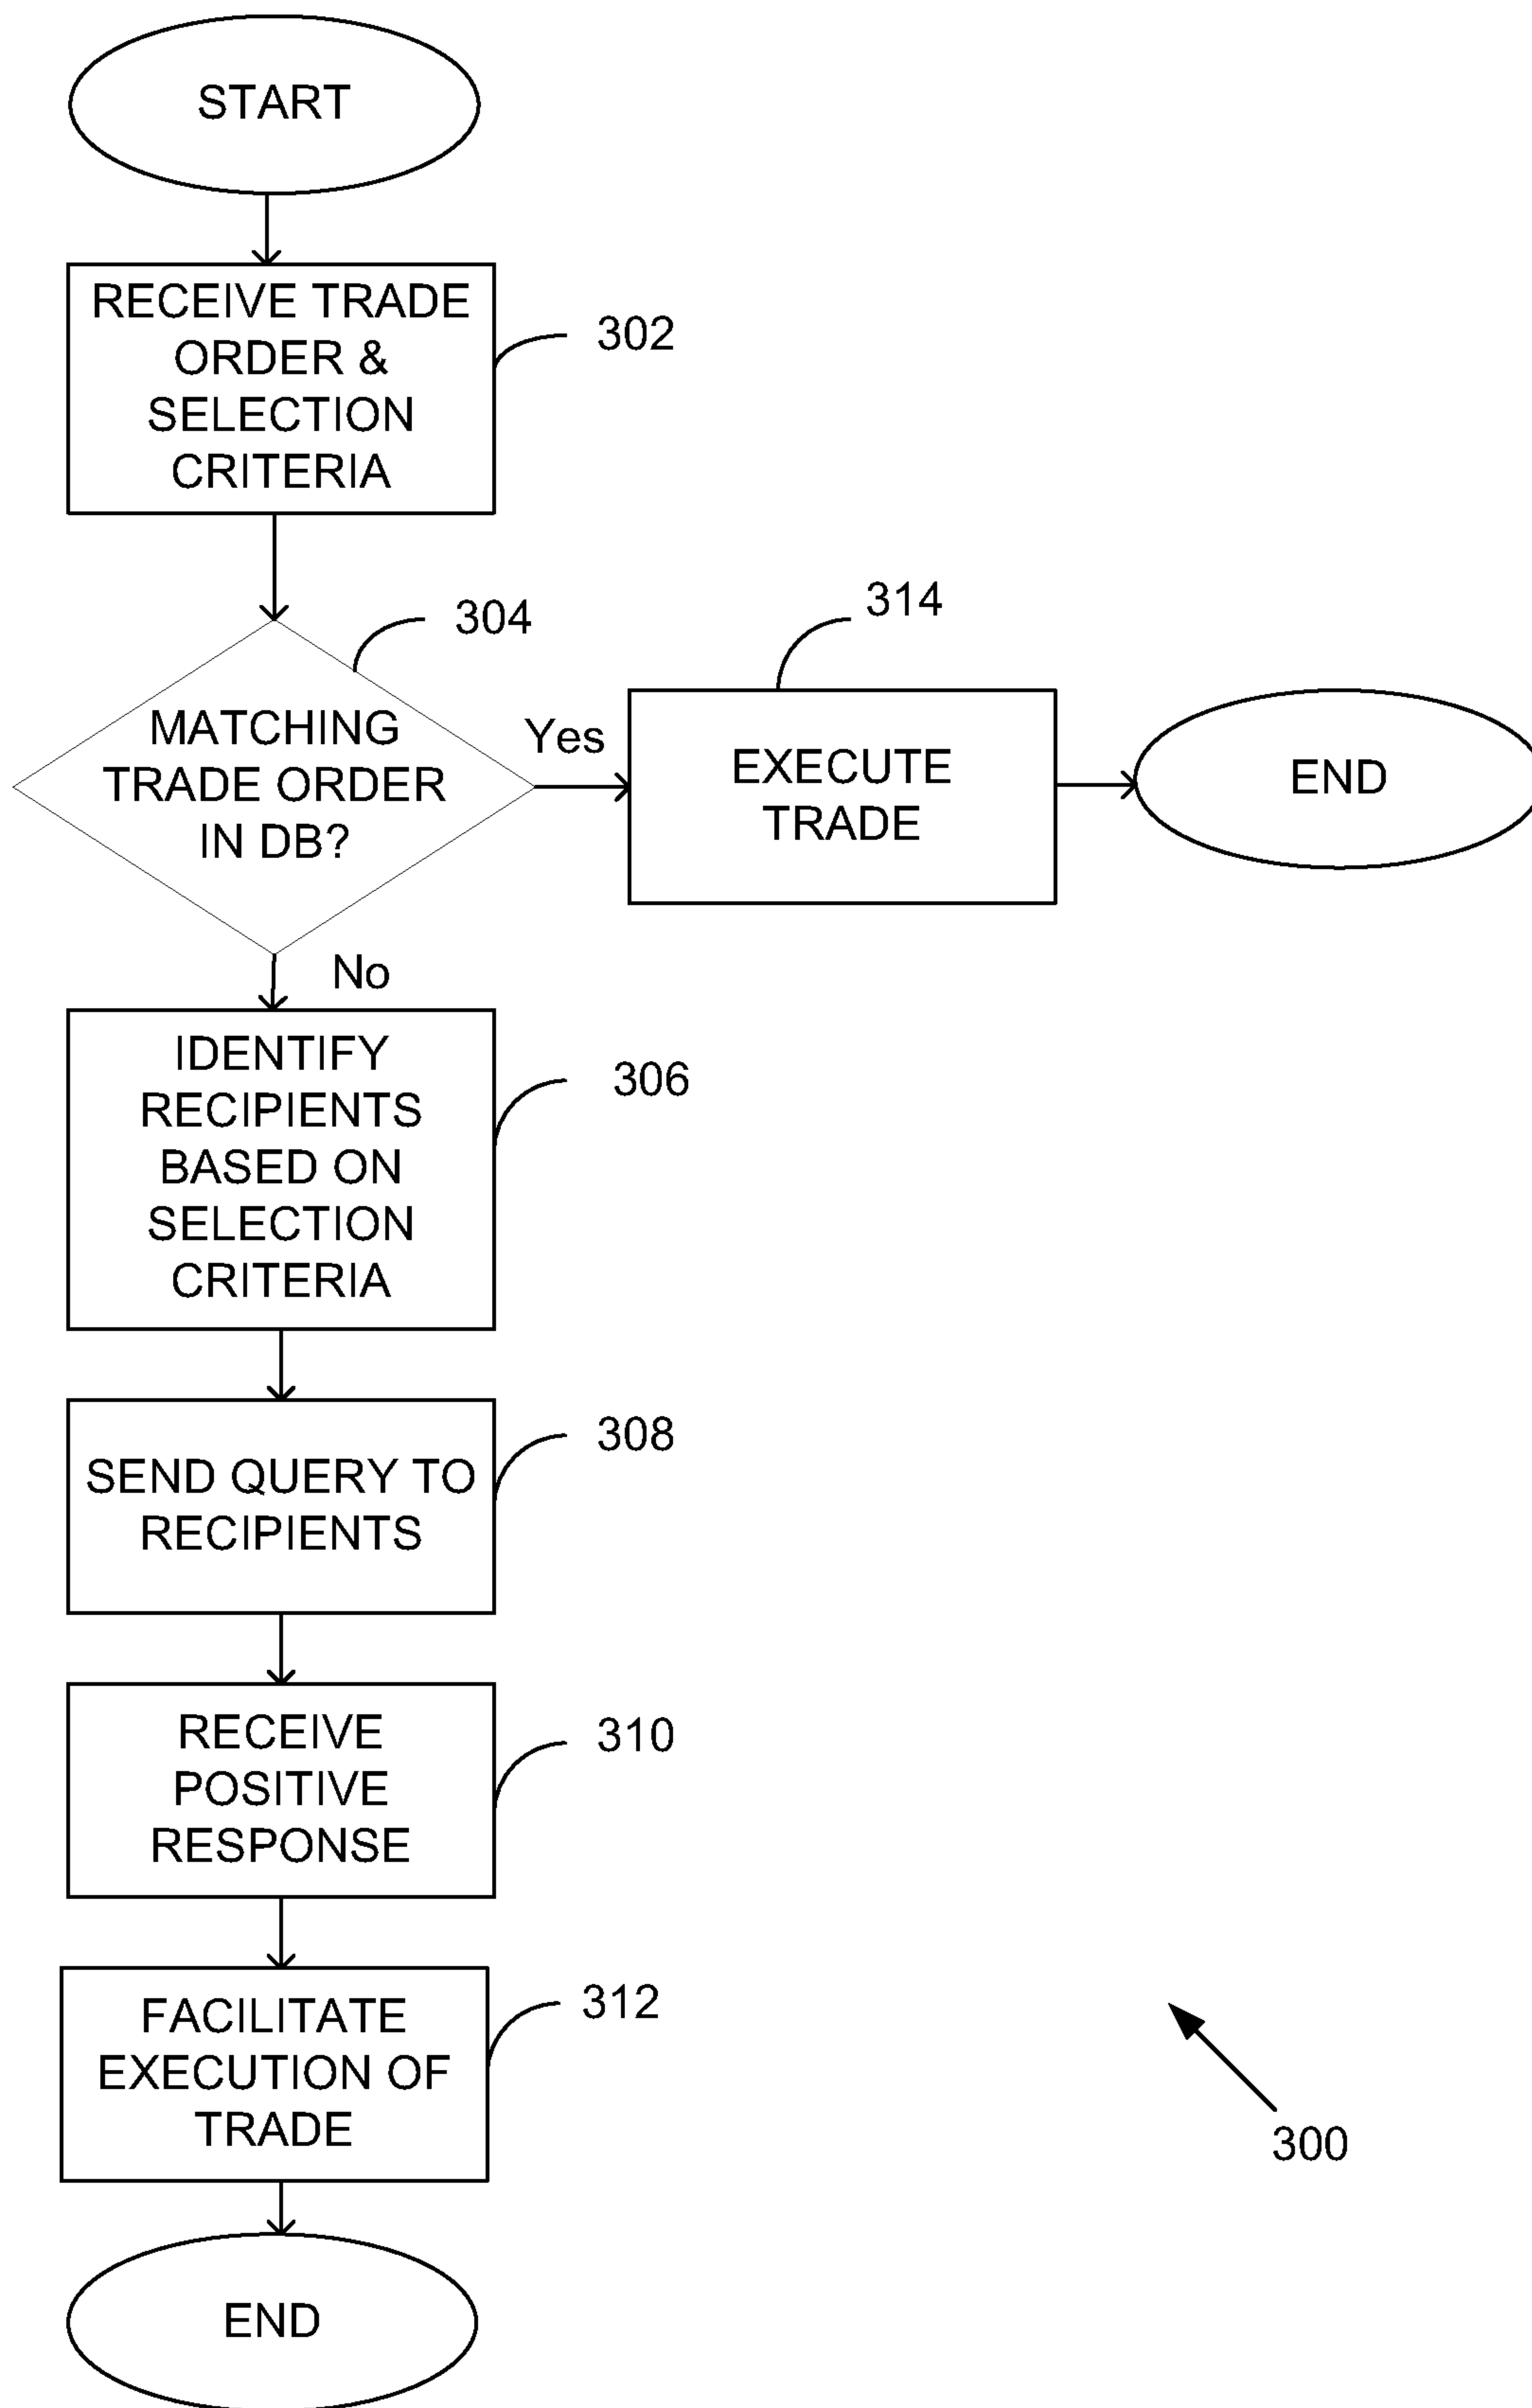 START
RECEIVE TRADE
ORDER &
SELECTION
CRITERIA
302
304
MATCHING
TRADE ORDER
IN DB?
Yes
314
EXECUTE
TRADE
END
No
IDENTIFY
RECIPIENTS
BASED ON
SELECTION
CRITERIA
306
SEND QUERY TO
RECIPIENTS
308
RECEIVE
POSITIVE
RESPONSE
310
FACILITATE
EXECUTION OF
TRADE
312
300
END